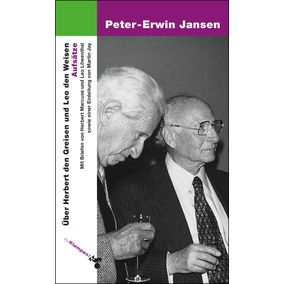 Peter-Erwin Jansen
Über Herbert den Greisen und Leo den Weisen
Aufsätze
Mit Briefen von Herbert Marcuse und Leo Löwenthal
sowie einer Einleitung von Martin Jay
zu Klampen